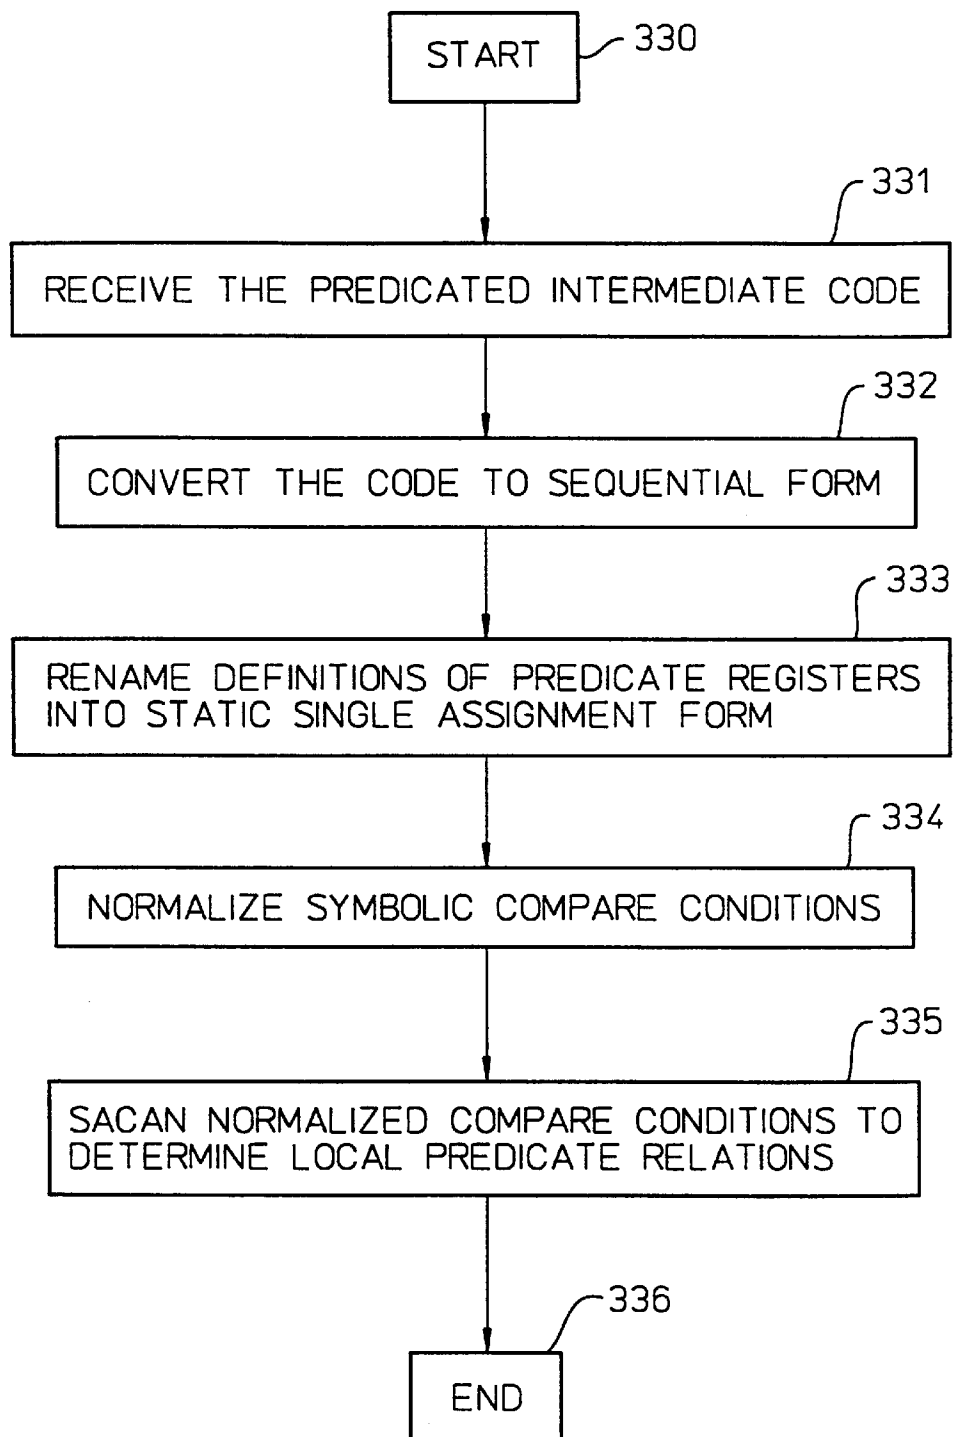 START
330
331
RECEIVE THE PREDICATED INTERMEDIATE CODE
332
CONVERT THE CODE TO SEQUENTIAL FORM
333
RENAME DEFINITIONS OF PREDICATE REGISTERS
INTO STATIC SINGLE ASSIGNMENT FORM
334
NORMALIZE SYMBOLIC COMPARE CONDITIONS
335
SACAN NORMALIZED COMPARE CONDITIONS TO
DETERMINE LOCAL PREDICATE RELATIONS
336
END